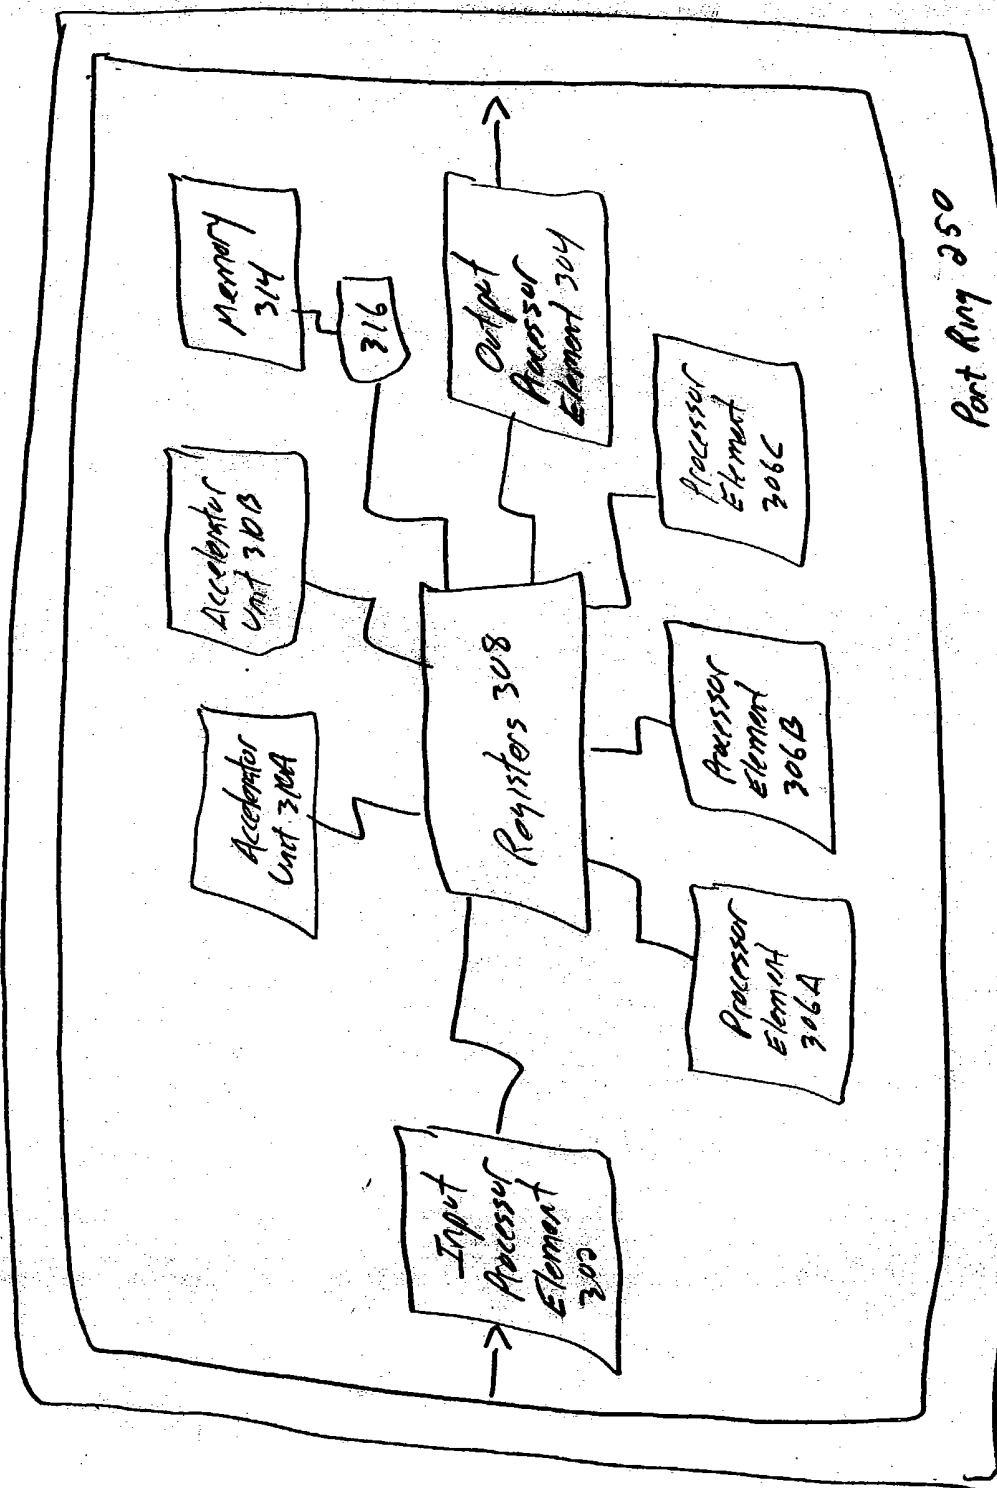 Memory
314
316
Accelerator
Unit 310B
Accelerator
Unit 310A
Output
Processor
Element 304
Registers 308
Input
Processor
Element
302
Processor
Element
306A
Processor
Element
306B
Processor
Element
306C
Port Ring 250